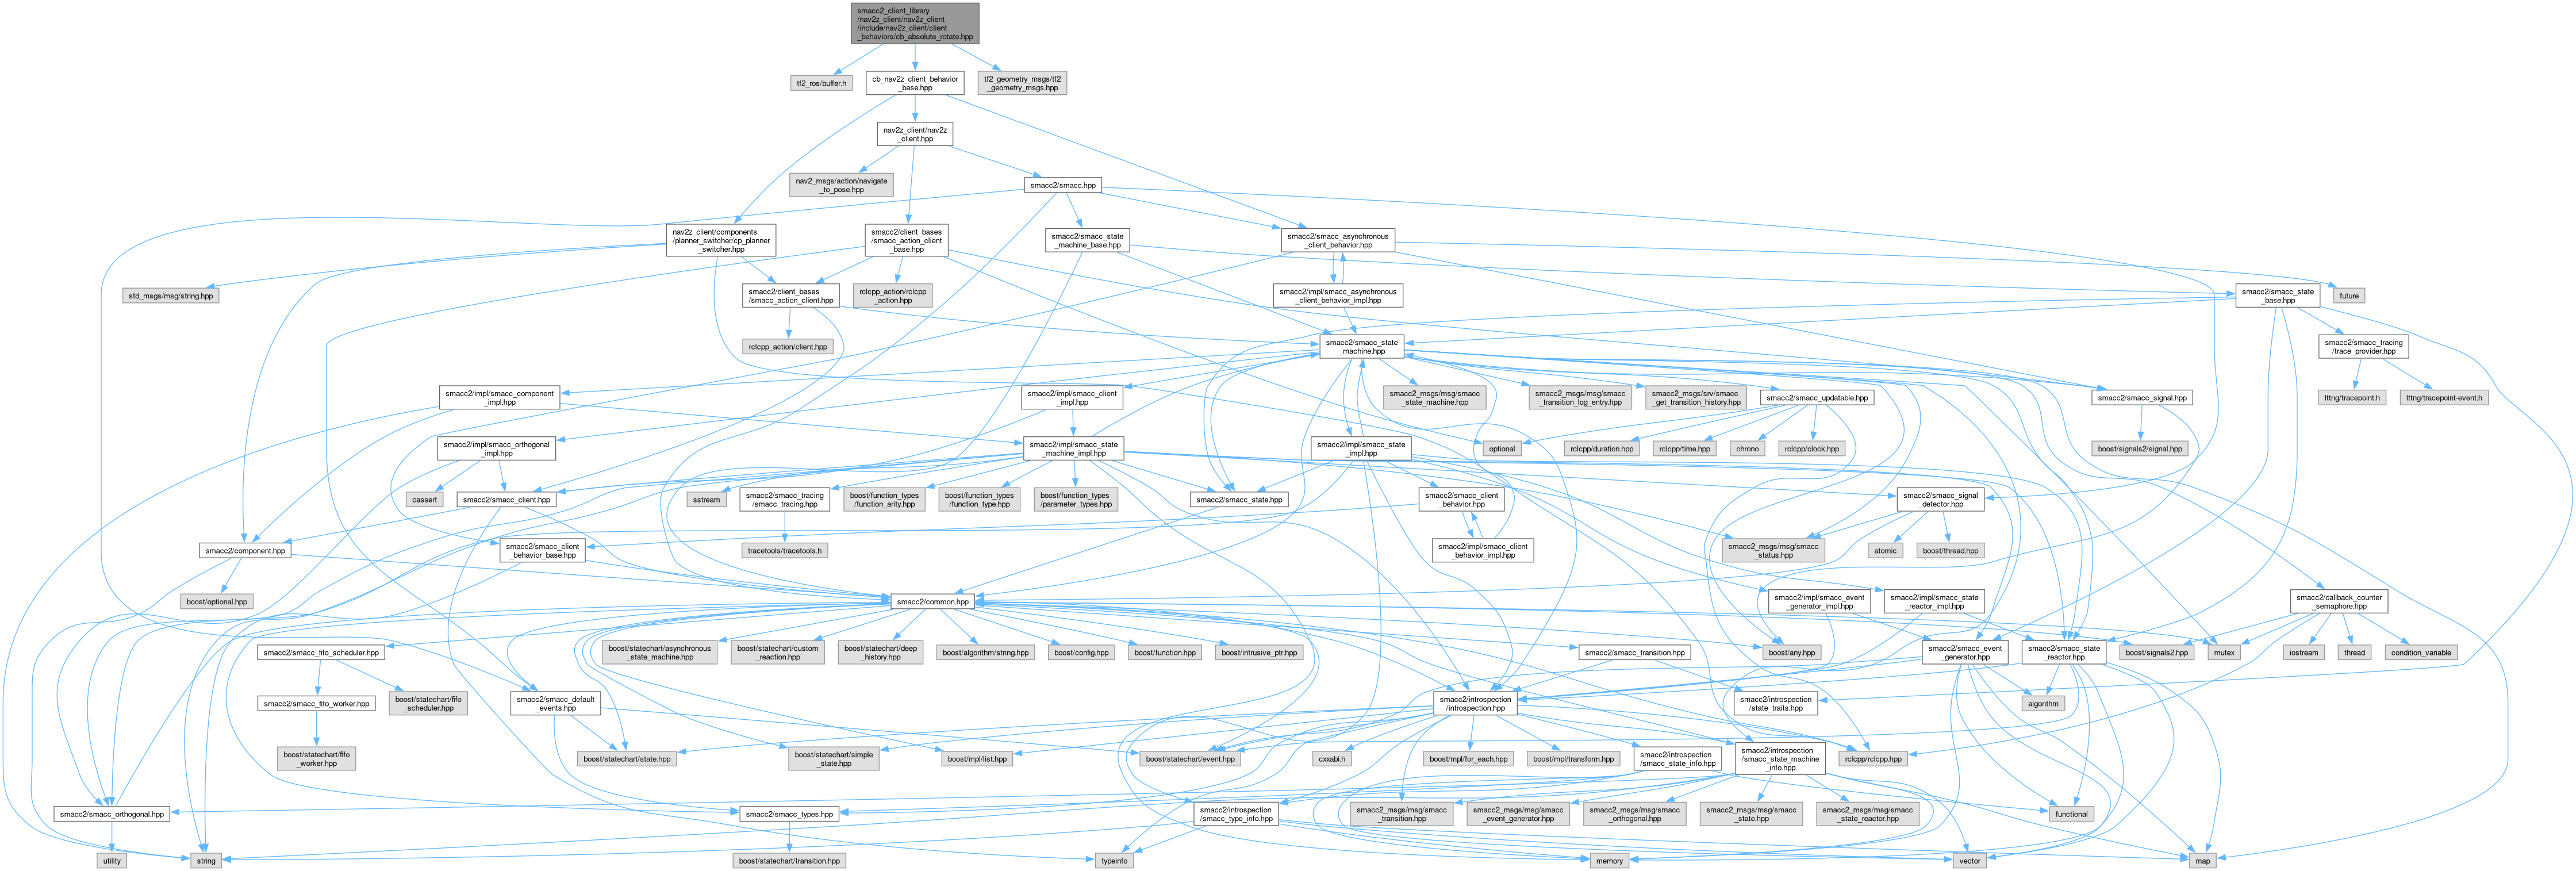 smacc2_client_library
/nav2z_client/nav2z_client
/include/nav2z_client/client
_behaviors/cb_absolute_rotate.hpp
tf2_ros/buffer.h
cb_nav2z_client_behavior
_base.hpp
tf2_geometry_msgs/tf2
_geometry_msgs.hpp
nav2z_client/nav2z
_client.hpp
nav2_msgs/action/navigate
_to_pose.hpp
smacc2/smacc.hpp
nav2z_client/components
/planner_switcher/cp_planner
_switcher.hpp
smacc2/client_bases
/smacc_action_client
_base.hpp
smacc2/smacc_state
_machine_base.hpp
smacc2/smacc_asynchronous
_client_behavior.hpp
std_msgs/msg/string.hpp
smacc2/client_bases
/smacc_action_client.hpp
rclcpp_action/rclcpp
_action.hpp
smacc2/impl/smacc_asynchronous
_client_behavior_impl.hpp
smacc2/smacc_state
_base.hpp
future
rclcpp_action/client.hpp
smacc2/smacc_state
_machine.hpp
smacc2/smacc_tracing
/trace_provider.hpp
smacc2/impl/smacc_component
_impl.hpp
smacc2/impl/smacc_client
_impl.hpp
smacc2_msgs/msg/smacc
_state_machine.hpp
smacc2_msgs/msg/smacc
_transition_log_entry.hpp
smacc2_msgs/srv/smacc
_get_transition_history.hpp
smacc2/smacc_updatable.hpp
smacc2/smacc_signal.hpp
lttng/tracepoint.h
lttng/tracepoint-event.h
smacc2/impl/smacc_orthogonal
_impl.hpp
smacc2/impl/smacc_state
_machine_impl.hpp
smacc2/impl/smacc_state
_impl.hpp
optional
rclcpp/duration.hpp
rclcpp/time.hpp
chrono
rclcpp/clock.hpp
boost/signals2/signal.hpp
cassert
smacc2/smacc_client.hpp
sstream
smacc2/smacc_tracing
/smacc_tracing.hpp
boost/function_types
/function_arity.hpp
boost/function_types
/function_type.hpp
boost/function_types
/parameter_types.hpp
smacc2/smacc_state.hpp
smacc2/smacc_client
_behavior.hpp
smacc2/smacc_signal
_detector.hpp
smacc2/component.hpp
smacc2/smacc_client
_behavior_base.hpp
tracetools/tracetools.h
smacc2/impl/smacc_client
_behavior_impl.hpp
smacc2_msgs/msg/smacc
_status.hpp
atomic
boost/thread.hpp
boost/optional.hpp
smacc2/common.hpp
smacc2/impl/smacc_event
_generator_impl.hpp
smacc2/impl/smacc_state
_reactor_impl.hpp
smacc2/callback_counter
_semaphore.hpp
smacc2/smacc_fifo_scheduler.hpp
boost/statechart/asynchronous
_state_machine.hpp
boost/statechart/custom
_reaction.hpp
boost/statechart/deep
_history.hpp
boost/algorithm/string.hpp
boost/config.hpp
boost/function.hpp
boost/intrusive_ptr.hpp
smacc2/smacc_transition.hpp
boost/any.hpp
smacc2/smacc_event
_generator.hpp
smacc2/smacc_state
_reactor.hpp
boost/signals2.hpp
mutex
iostream
thread
condition_variable
smacc2/smacc_fifo_worker.hpp
boost/statechart/fifo
_scheduler.hpp
smacc2/smacc_default
_events.hpp
smacc2/introspection
/introspection.hpp
smacc2/introspection
/state_traits.hpp
algorithm
boost/statechart/fifo
_worker.hpp
boost/statechart/state.hpp
boost/statechart/simple
_state.hpp
boost/mpl/list.hpp
boost/statechart/event.hpp
cxxabi.h
boost/mpl/for_each.hpp
boost/mpl/transform.hpp
smacc2/introspection
/smacc_state_info.hpp
smacc2/introspection
/smacc_state_machine
_info.hpp
rclcpp/rclcpp.hpp
smacc2/smacc_orthogonal.hpp
smacc2/smacc_types.hpp
smacc2/introspection
/smacc_type_info.hpp
smacc2_msgs/msg/smacc
_transition.hpp
smacc2_msgs/msg/smacc
_event_generator.hpp
smacc2_msgs/msg/smacc
_orthogonal.hpp
smacc2_msgs/msg/smacc
_state.hpp
smacc2_msgs/msg/smacc
_state_reactor.hpp
functional
utility
string
boost/statechart/transition.hpp
typeinfo
memory
vector
map